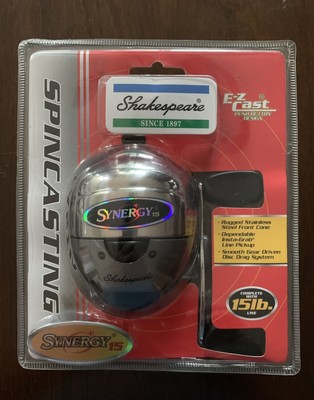 SPINCASTING
Shakespeare®
SINCE 1897
E-Z
Cast
DESIGN
SYNERGY 15
Shakespeare
• Rugged Stainless
Steel Front Cone
• Dependable
Insta-Grab
Line Pickup
• Smooth Gear Driven
Disc Drag System
COMPLETE
WITH
15lb.
LINE
SYNERGY 15